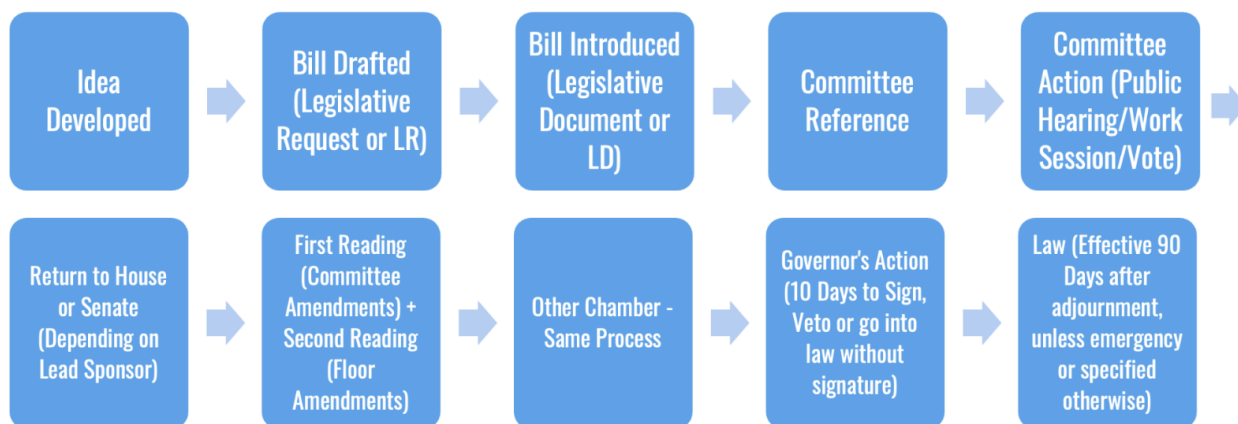 Idea
Developed
Bill Drafted
(Legislative
Request or LR)
Bill Introduced
(Legislative
Document or
LD)
Committee
Reference
Committee
Action (Public
Hearing/Work
Session/Vote)
Return to House
or Senate
(Depending on
Lead Sponsor)
First Reading
(Committee
Amendments) +
Second Reading
(Floor
Amendments)
Other Chamber -
Same Process
Governor's Action
(10 Days to Sign,
Veto or go into
law without
signature)
Law (Effective 90
Days after
adjournment,
unless emergency
or specified
otherwise)